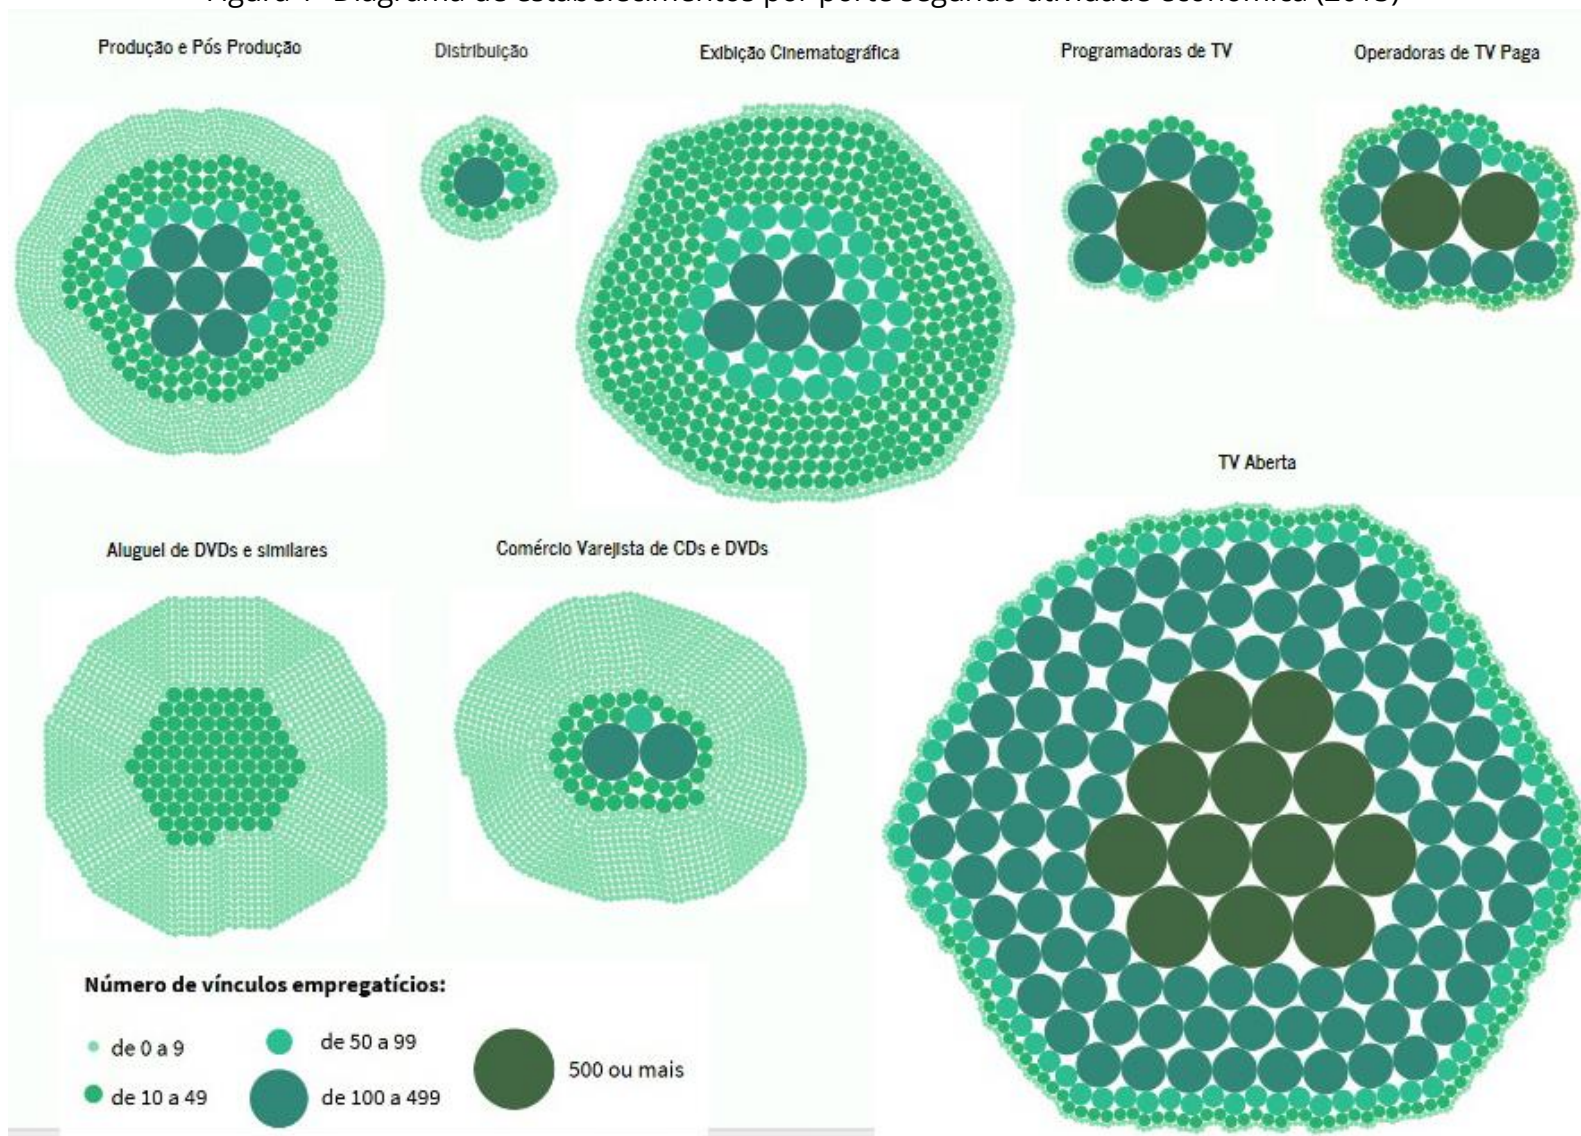 Produção e Pós Produção
Distribuição
Exibição Cinematográfica
Programadoras de TV
Operadoras de TV Paga
TV Aberta
Aluguel de DVDs e similares
Comércio Varejista de CDs e DVDs
Número de vínculos empregatícios:
de 0 a 9
de 50 a 99
500 ou mais
de 10 a 49
de 100 a 499